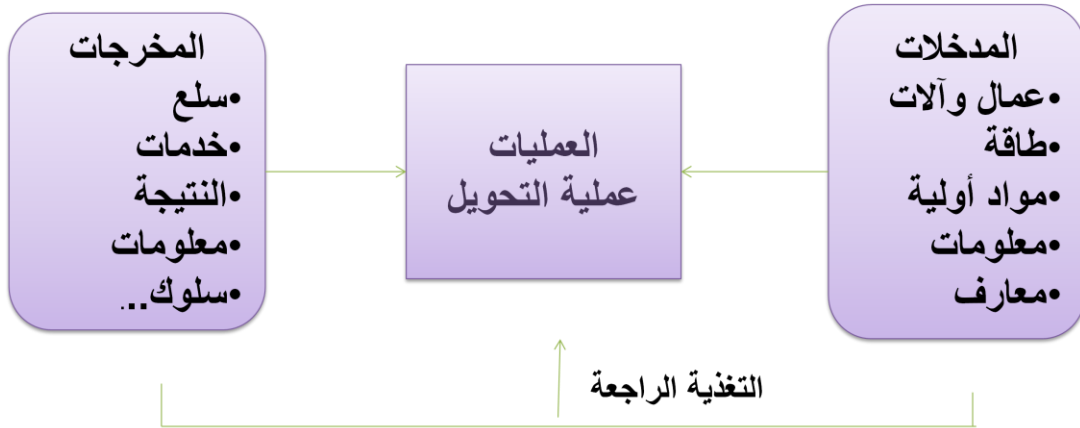 المدخلات
•عمال وآلات
•طاقة
•مواد أولية
•معلومات
•معارف
العمليات
عملية التحويل
المخرجات
•سلع
•خدمات
•النتيجة
•معلومات
•سلوك...
التغذية الراجعة